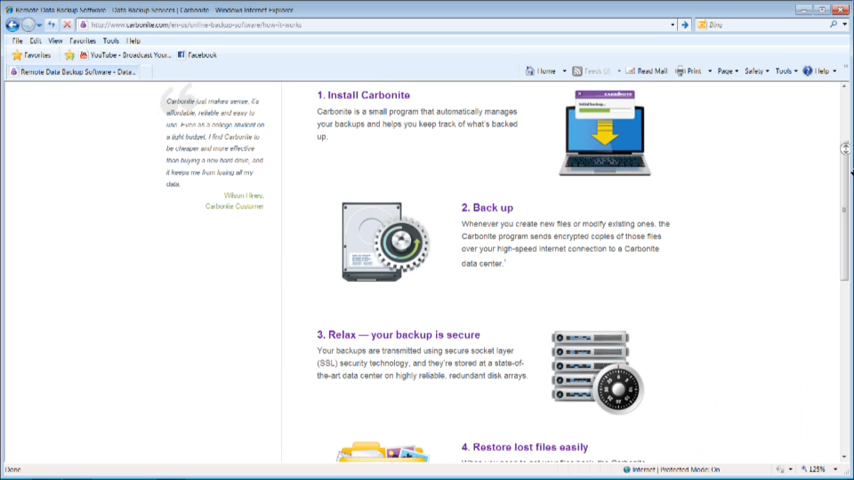 Remote Data Backup Software - Data Backup Services | Carbonite - Windows Internet Explorer
http://www.carbonite.com/en-us/online-backup-software/how-it-works
Bing
File Edit View Favorites Tools Help
Favorites YouTube - Broadcast Your... Facebook
Remote Data Backup Software - Data... Home Feeds Read Mail Print Page Safety Tools Help
Carbonite just makes sense. It's
affordable, reliable and easy to
use. Even as a college student on
a tight budget, I find Carbonite to
be cheaper and more effective
than buying a new hard drive, and
it keeps me from losing all my
data.
Carbonite Customer
1. Install Carbonite
Carbonite is a small program that automatically manages
your backups and helps you keep track of what's backed
up.
2. Back up
Whenever you create new files or modify existing ones, the
Carbonite program sends encrypted copies of those files
over your high-speed Internet connection to a Carbonite
data center.
3. Relax — your backup is secure
Your backups are transmitted using secure socket layer
(SSL) security technology, and they're stored at a state-of-
the-art data center on highly reliable, redundant disk arrays.
4. Restore lost files easily
Done Internet | Protected Mode: On 125%